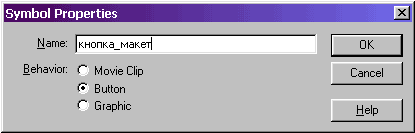 Symbol Properties
Name: кнопка_макет
OK
Behavior: Movie Clip
Cancel
Button
Graphic
Help